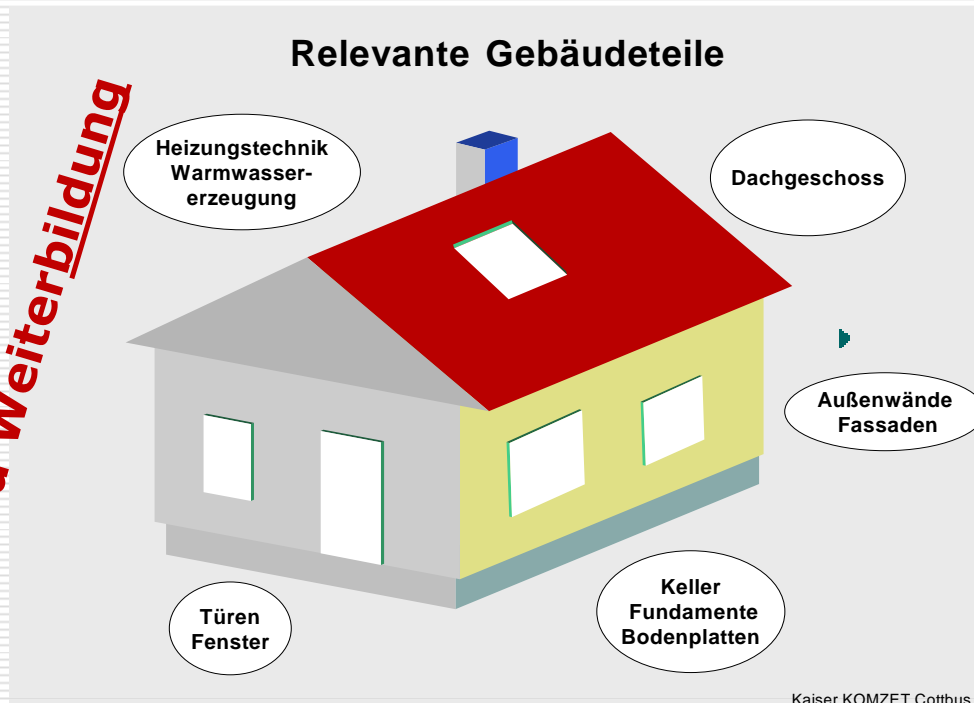 Relevante Gebäudeteile
Weiterbildung
Heizungstechnik
Warmwasser-
erzeugung
Dachgeschoss
Außenwände
Fassaden
Keller
Fundamente
Bodenplatten
Türen
Fenster
Kaiser KOMZET Cottbus